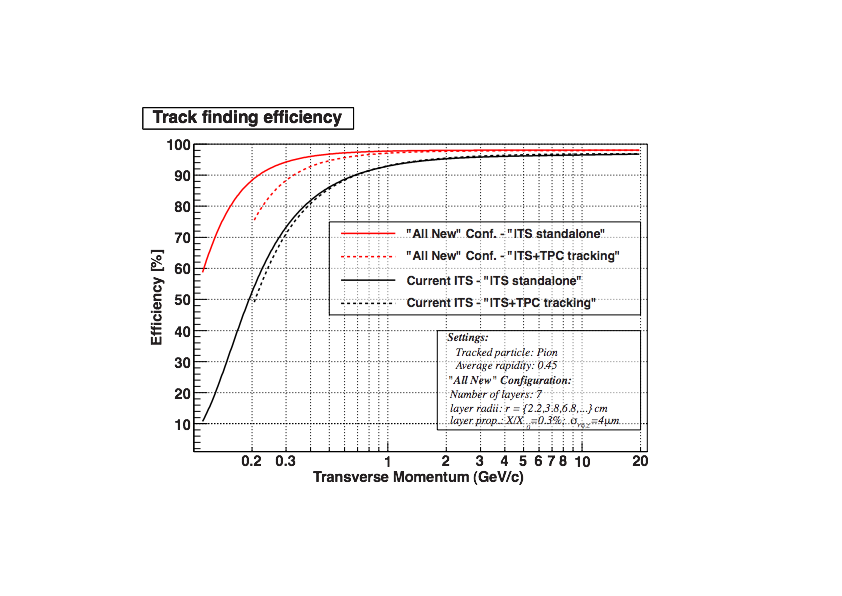 Track finding efficiency
100
90
80
70
60
50
40
30
20
10
Efficiency [%]
"All New" Conf. - "ITS standalone"
"All New" Conf. - "ITS+TPC tracking"
Current ITS - "ITS standalone"
Current ITS - "ITS+TPC tracking"
Settings:
Tracked particle: Pion
Average rapidity: 0.45
"All New" Configuration:
Number of layers: 7
layer radii: r = {2.2,3.8,6.8,...} cm
layer prop.: X/X₀=0.3%; σ_rφ,z=4μm
0.2 0.3 1 2 3 4 5 6 7 8 10 20
Transverse Momentum (GeV/c)